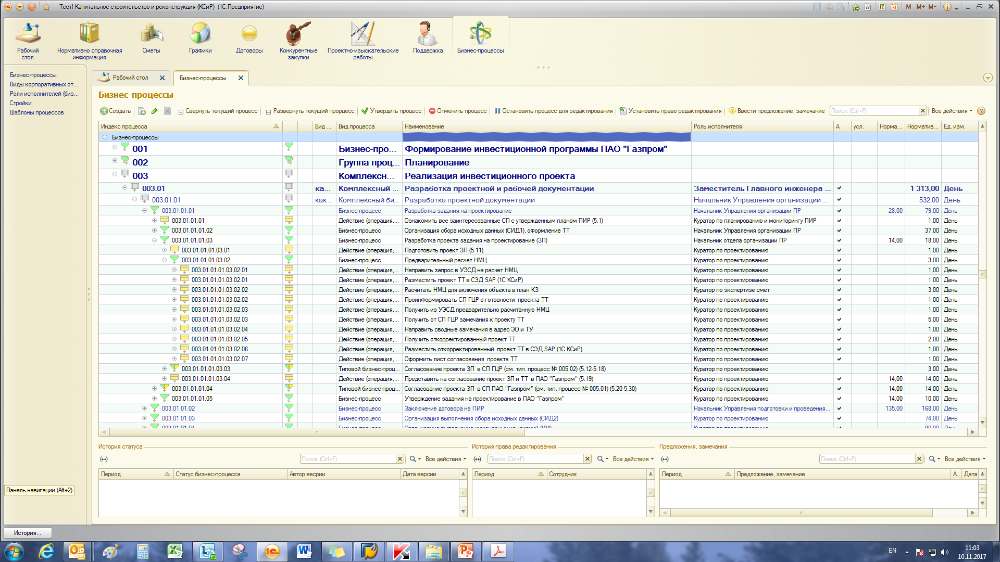 Тест! Капитальное строительство и реконструкция (КСиР) (1С:Предприятие)
M M+ M-
Рабочий стол
Нормативно справочная информация
Сметы
Графики
Договоры
Конкурентные закупки
Проектно-изыскательские работы
Поддержка
Бизнес-процессы
Бизнес-процессы
Виды корпоративных от...
Роли исполнителей (биз...
Стройки
Шаблоны процессов
Рабочий стол
Бизнес-процессы
Бизнес-процессы
Создать Свернуть текущий процесс Развернуть текущий прорцесс Утвердить процесс Отменить процесс Остановить процесс для редактирования Установить право редактирования Ввести предложение, замечание Поиск (Ctrl+F) Все действия
Индекс процесса Вид ... Вид процесса Наименование Роль исполнителя А усл. Норма... Норматив... Ед. изм.
Бизнес-процессы
001 Бизнес-про... Формирование инвестиционной программы ПАО "Газпром"
002 Группа проц... Планирование
003 Комплексн... Реализация инвестиционного проекта
003.01 ка... Комплексный ... Разработка проектной и рабочей документации Заместитель Главного инженера ... 1 313,00 День
003.01.01 как ... Комплексный би... Разработка проектной документации Начальник Управления организации ... 532,00 День
003.01.01.01 Бизнес-процесс Разработка задания на проектирование Начальник Управления организации ПР 28,00 79,00 День
003.01.01.01 Действие (операция,... Ознакомить все заинтересованные СП с утвержденным планом ПИР (5.1) Куратор по планированию и мониторингу ПИР 1,00 День
003.01.01.01.02 Бизнес-процесс Организация сбора исходных данных (СИД1), оформление ТТ Начальник Управления организации ПР 37,00 День
003.01.01.01.03 Бизнес-процесс Разработка проекта задания на проектирование (ЗП) Начальник отдела организации ПР 14,00 18,00 День
003.01.01.01.03.01 Действие (операция,... Подготовить проект ЗП (5.11) Куратор по проектированию 1,00 День
003.01.01.01.03.02 Бизнес-процесс Предварительный расчет НМЦ Куратор по проектированию 3,00 День
003.01.01.01.03.02.01 Действие (операция,... Направить запрос в УЭСД на расчет НМЦ Куратор по проектированию 1,00 День
003.01.01.01.03.02.01 Действие (операция,... Разместить проект ТТ в СЭД SAP (1С КСиР) Куратор по проектированию 1,00 День
003.01.01.01.03.02.02 Действие (операция,... Расчитать НМЦ для включения объекта в план КЗ Куратор по экспертизе смет 3,00 День
003.01.01.01.03.02.02 Действие (операция,... Проинформировать СП ГЦР о готовности проекта ТТ Куратор по проектированию 1,00 День
003.01.01.01.03.02.03 Действие (операция,... Получить из УЭСД предварительно расчитанную НМЦ Куратор по проектированию 1,00 День
003.01.01.01.03.02.03 Действие (операция,... Получить от СП ГЦР замечания к проекту ТТ Куратор по проектированию 5,00 День
003.01.01.01.03.02.04 Действие (операция,... Направить сводные замечания в адрес ЭО и ТУ Куратор по проектированию 1,00 День
003.01.01.01.03.02.05 Действие (операция,... Получить откорректированный проект ТТ Куратор по проектированию 2,00 День
003.01.01.01.03.02.06 Действие (операция,... Разместить откорректированный проект ТТ в СЭД SAP (1С КСиР) Куратор по проектированию 1,00 День
003.01.01.01.03.02.07 Действие (операция,... Оформить лист согласования проекта ТТ Куратор по проектированию 1,00 День
003.01.01.01.03.03 Типовой бизнес-проц... Согласование проекта ЗП в СП ГЦР (см. тип. процесс № 005.02) (5.12-5.18) Куратор по проектированию 3,00 День
003.01.01.01.03.04 Действие (операция,... Представить на согласование проект ЗП и ТТ в ПАО "Газпром" (5.19) Куратор по проектированию 14,00 14,00 День
003.01.01.01.04 Типовой бизнес-проц... Согласование проекта ЗП в СП ПАО "Газпром" (см. тип. процесс № 005.01) (5.20-5.30) Куратор по проектированию 14,00 14,00 День
003.01.01.01.05 Бизнес-процесс Утверждение задания на проектирование в ПАО "Газпром" Куратор по проектированию 14,00 10,00 День
003.01.01.02 Бизнес-процесс Заключение договора на ПИР Начальник Управления подготовки и проведения... 135,00 168,00 День
003.01.01.03 Бизнес-процесс Организация выполнения сбора исходных данных (СИД2) Куратор по проектированию 74,00 День
История статуса История права редактирования Предложения, замечания
Поиск (Ctrl+F) Все действия Поиск (Ctrl+F) Все действия Поиск (Ctrl+F) Все действия
Период Статус бизнес-процесса Автор весрии Дата версии Период Сотрудник Период Предложение, замечание А.. Дата
Панель навигации (Alt+2)
История...
EN 11:03
10.11.2017